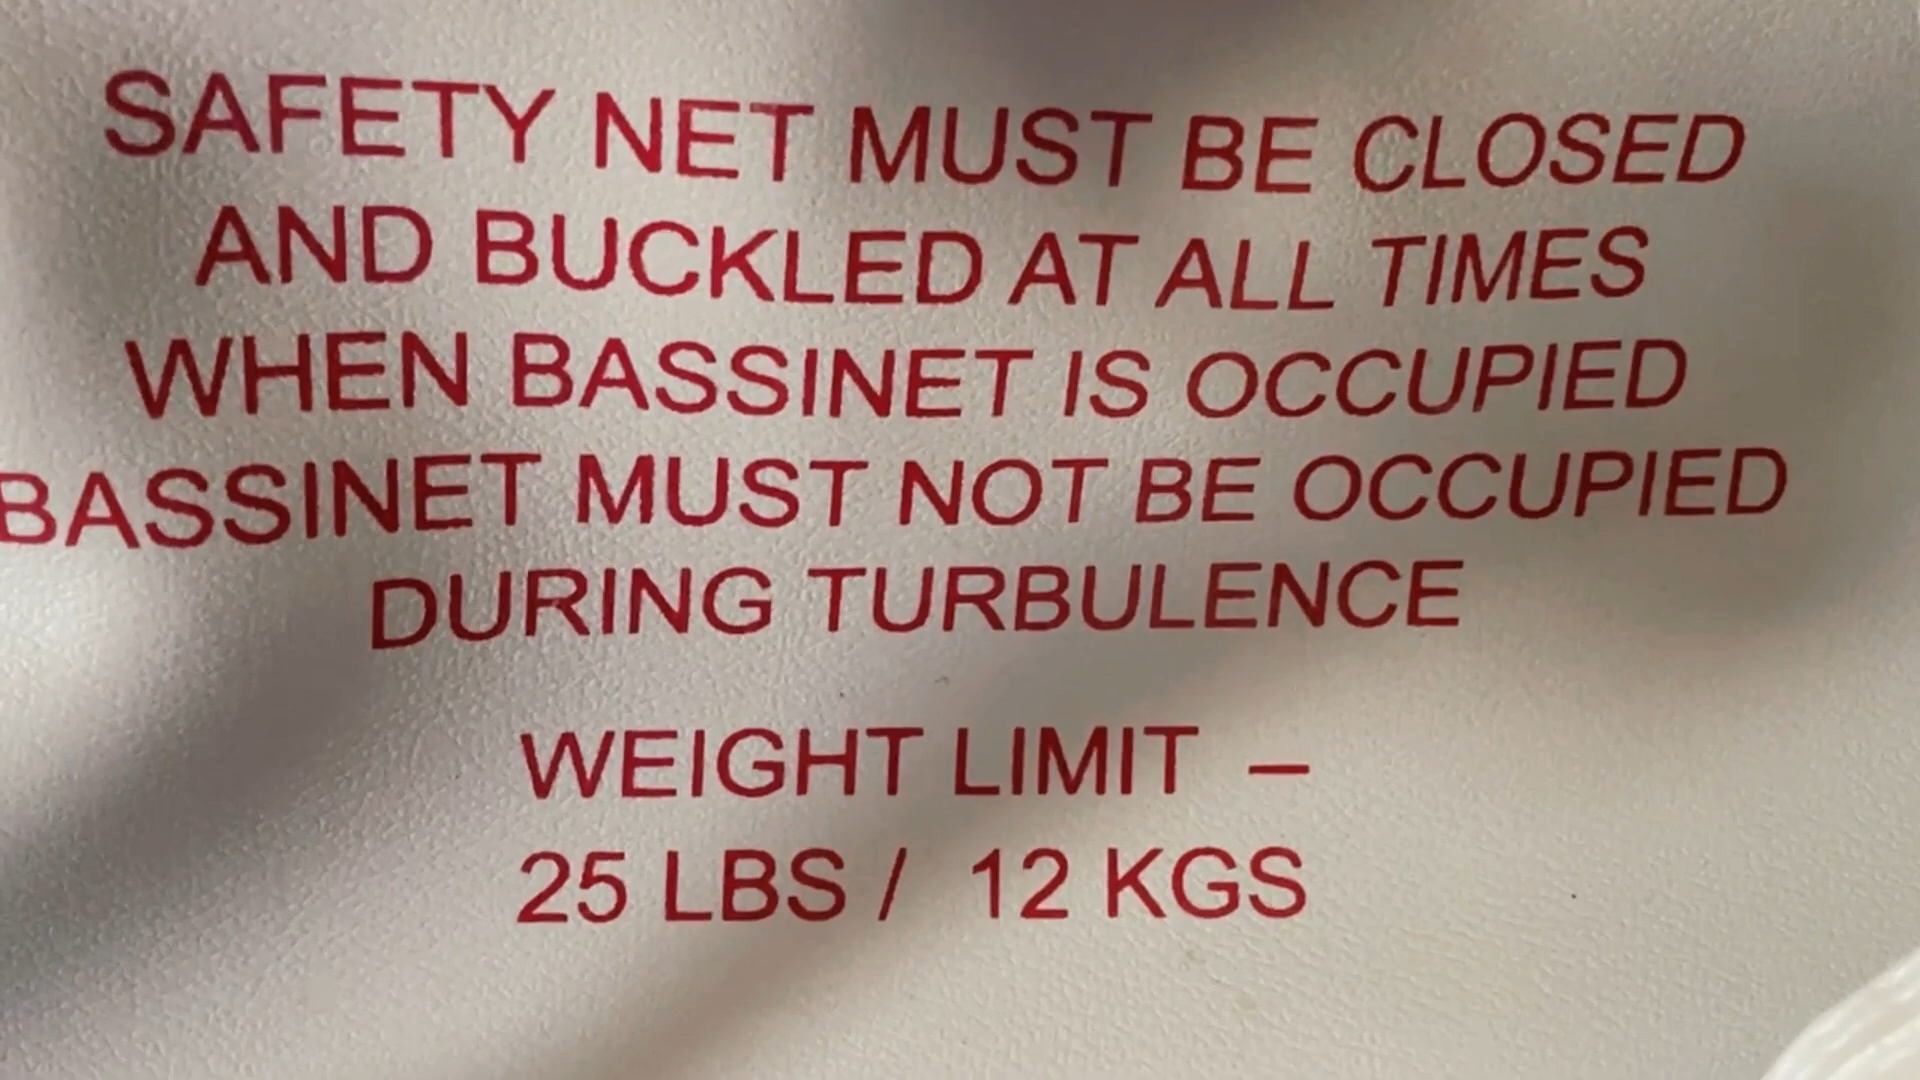 SAFETY NET MUST BE CLOSED
AND BUCKLED AT ALL TIMES
WHEN BASSINET IS OCCUPIED
BASSINET MUST NOT BE OCCUPIED
DURING TURBULENCE
WEIGHT LIMIT –
25 LBS / 12 KGS